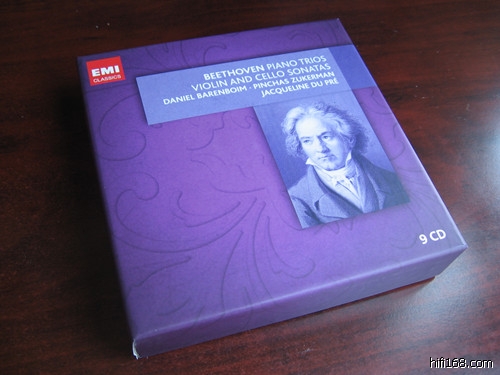 EMI
CLASSICS
BEETHOVEN PIANO TRIOS
VIOLIN AND CELLO SONATAS
DANIEL BARENBOIM · PINCHAS ZUKERMAN
JACQUELINE DU PRÉ
9 CD
hifi168.com